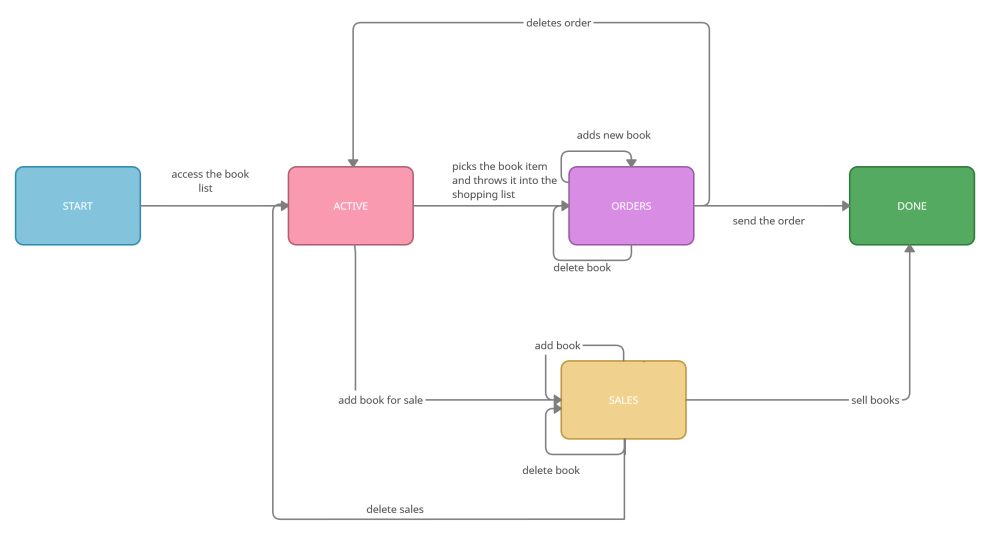 deletes order
adds new book
access the book
list
picks the book item
and throws it into the
shopping list
START
ACTIVE
ORDERS
DONE
send the order
delete book
add book
add book for sale
SALES
sell books
delete book
delete sales